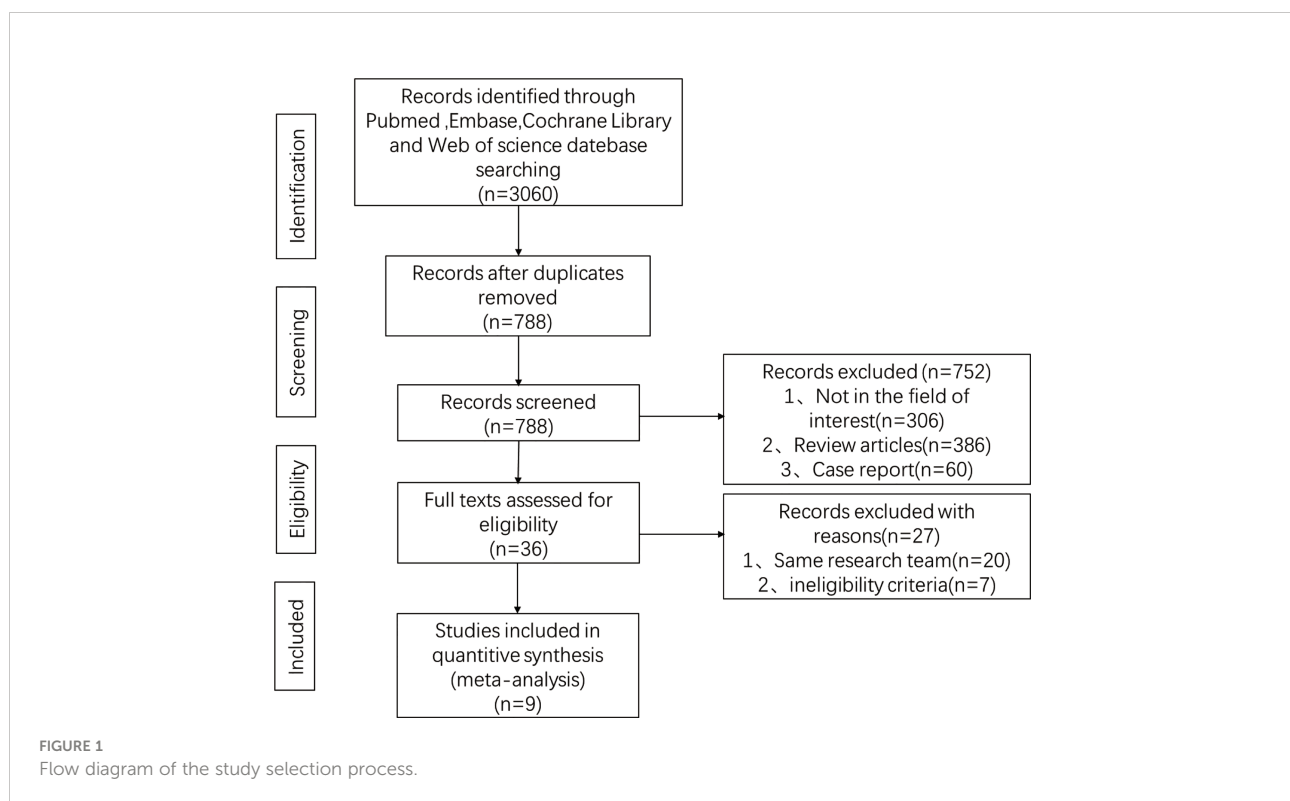 Identification
Records identified through
Pubmed ,Embase,Cochrane Library
and Web of science datebase
searching
(n=3060)
Screening
Records after duplicates
removed
(n=788)
Records screened
(n=788)
Records excluded (n=752)
1、Not in the field of
interest(n=306)
2、Review articles(n=386)
3、Case report(n=60)
Eligibility
Full texts assessed for
eligibility
(n=36)
Records excluded with
reasons(n=27)
1、Same research team(n=20)
2、ineligibility criteria(n=7)
Included
Studies included in
quantitive synthesis
(meta-analysis)
(n=9)
FIGURE 1
Flow diagram of the study selection process.